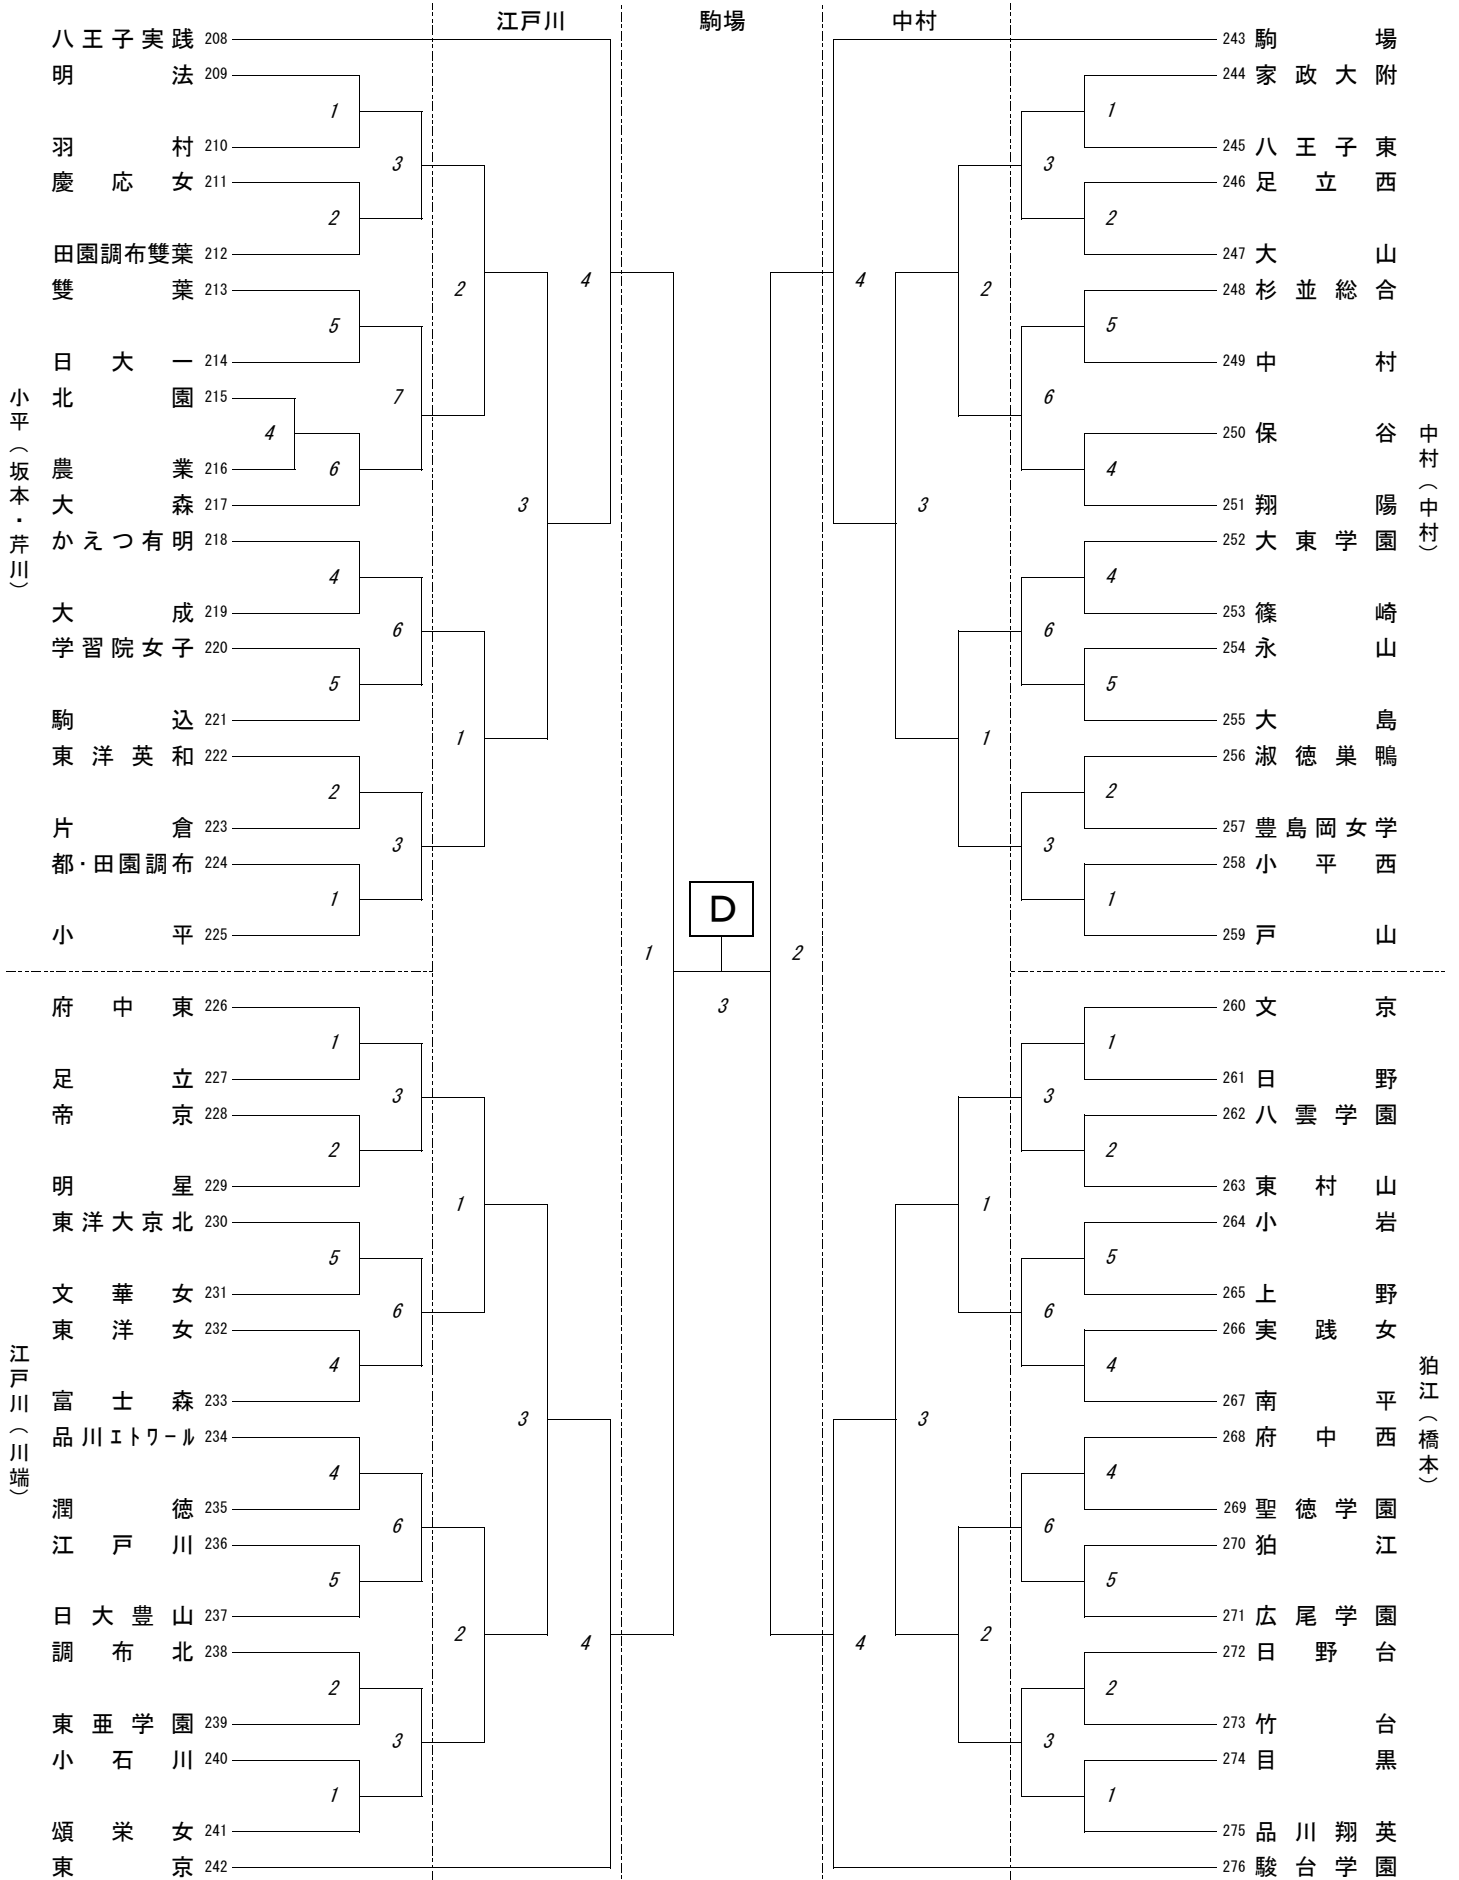 江戸川 駒場 中村
八王子実践 208
明法 209
1
羽村 210
3
慶応女 211
2
田園調布雙葉 212
2
4
雙葉 213
5
日大一 214
7
北園 215
4
農業 216
6
大森 217
3
かえつ有明 218
4
大成 219
6
学習院女子 220
5
駒込 221
1
東洋英和 222
2
片倉 223
3
都・田園調布 224
1
小平 225
小平(坂本・芹川)
府中東 226
1
足立 227
3
帝京 228
2
明星 229
1
東洋大京北 230
5
文華女 231
6
東洋女 232
4
富士森 233
3
品川エトワール 234
4
潤徳 235
6
江戸川 236
5
日大豊山 237
2
4
調布北 238
2
東亜学園 239
3
小石川 240
1
頌栄女 241
東京 242
江戸川(川端)
1
D
2
3
243 駒場
244 家政大附
1
245 八王子東
3
246 足立西
2
247 大山
4
2
248 杉並総合
5
249 中村
6
250 保谷
4
251 翔陽
3
252 大東学園
4
253 篠崎
6
254 永山
5
255 大島
1
256 淑徳巣鴨
2
257 豊島岡女学
3
258 小平西
1
259 戸山
中村(中村)
260 文京
1
261 日野
3
262 八雲学園
2
263 東村山
1
264 小岩
5
265 上野
6
266 実践女
4
267 南平
3
268 府中西
4
269 聖徳学園
6
270 狛江
5
271 広尾学園
4
2
272 日野台
2
273 竹台
3
274 目黒
1
275 品川翔英
276 駿台学園
狛江(橋本)